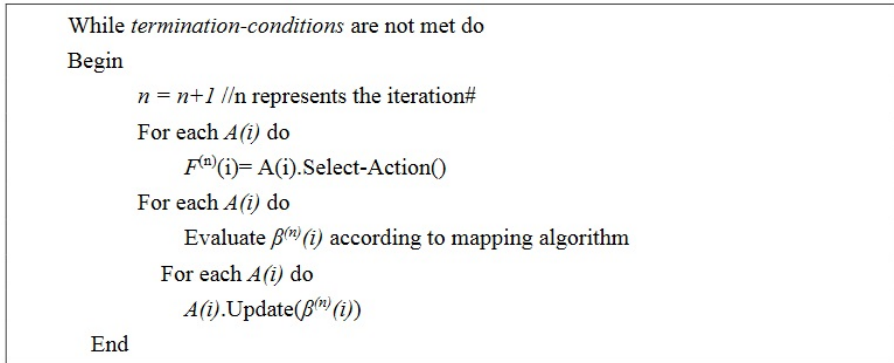 While termination-conditions are not met do
Begin
n = n+1 //n represents the iteration#
For each A(i) do
F⁽ⁿ⁾(i)= A(i).Select-Action()
For each A(i) do
Evaluate β⁽ⁿ⁾(i) according to mapping algorithm
For each A(i) do
A(i).Update(β⁽ⁿ⁾(i))
End